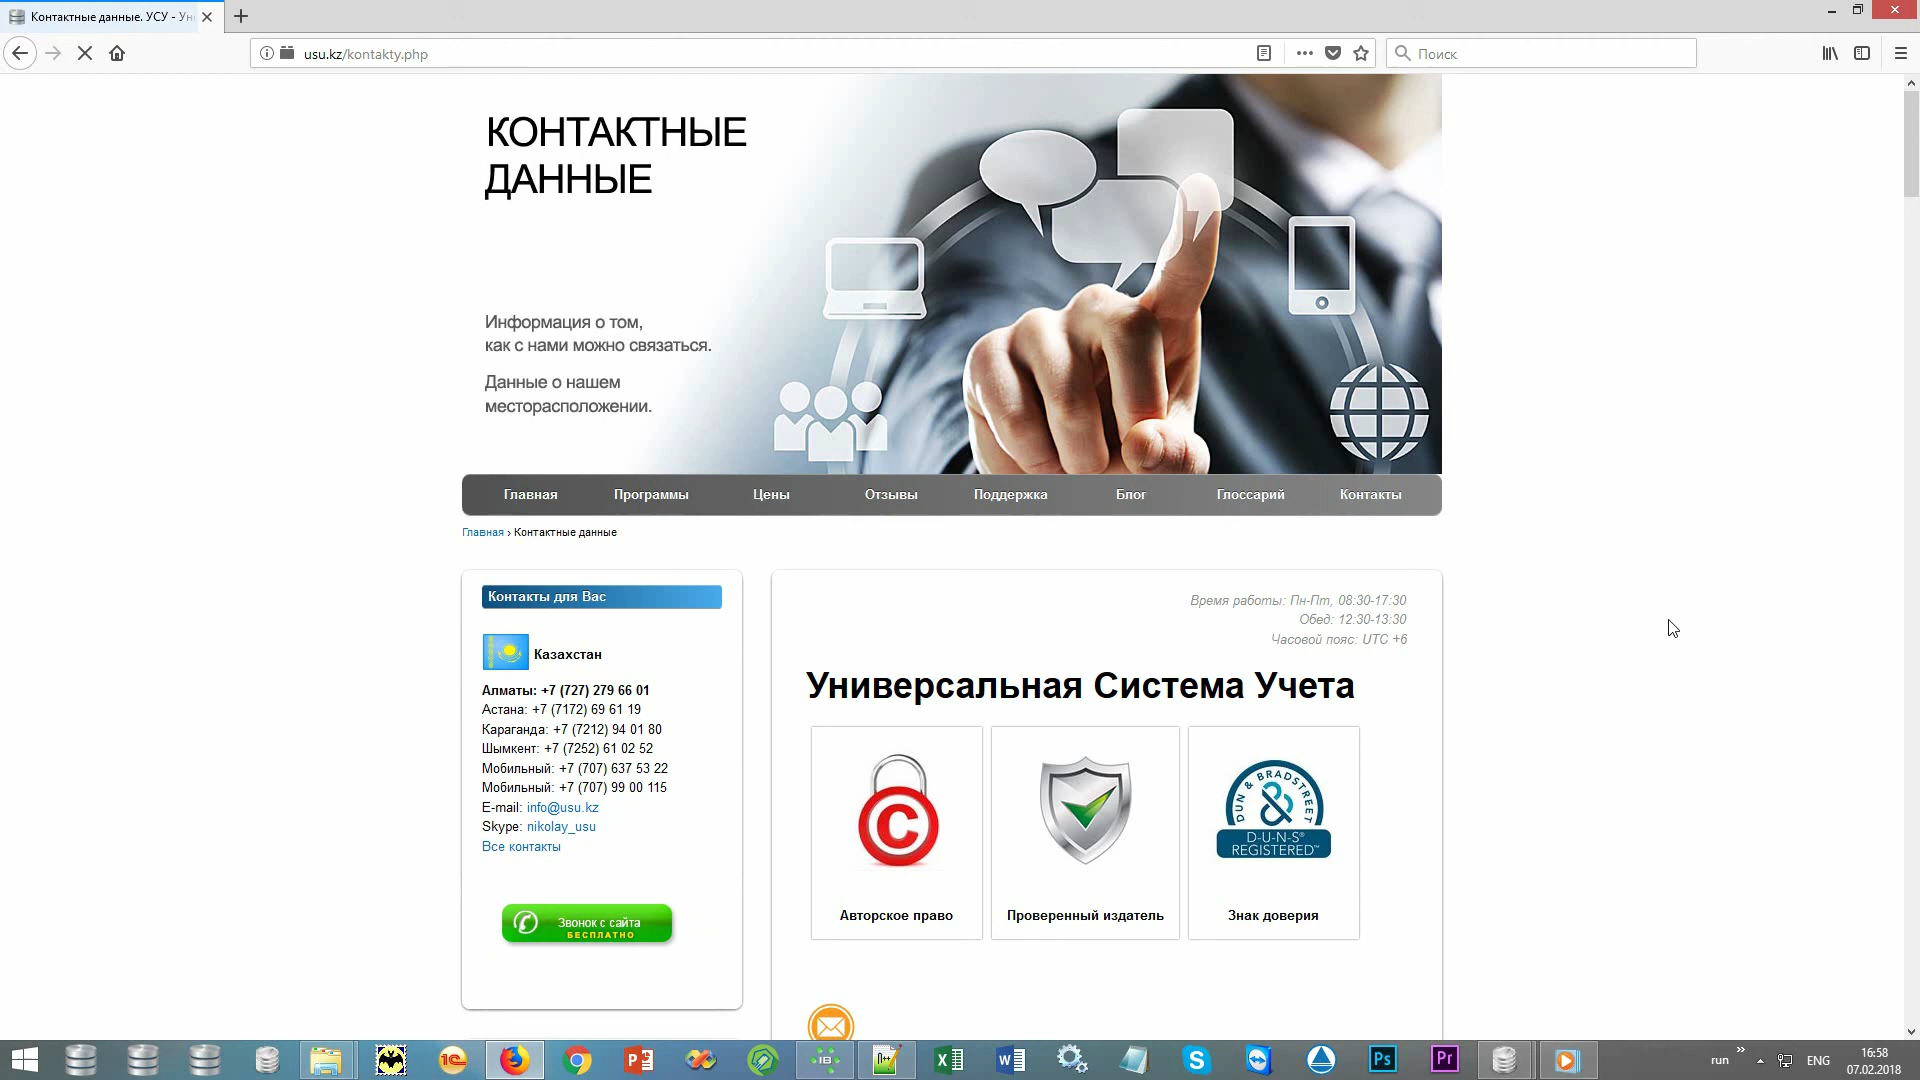 Контактные данные. УСУ - Ун
usu.kz/kontakty.php
Поиск
КОНТАКТНЫЕ
ДАННЫЕ
Информация о том,
как с нами можно связаться.
Данные о нашем
месторасположении.
Главная Программы Цены Отзывы Поддержка Блог Глоссарий Контакты
Главная › Контактные данные
Контакты для Вас
Казахстан
Алматы: +7 (727) 279 66 01
Астана: +7 (7172) 69 61 19
Караганда: +7 (7212) 94 01 80
Шымкент: +7 (7252) 61 02 52
Мобильный: +7 (707) 637 53 22
Мобильный: +7 (707) 99 00 115
E-mail: info@usu.kz
Skype: nikolay_usu
Все контакты
Звонок с сайта
БЕСПЛАТНО
Время работы: Пн-Пт, 08:30-17:30
Обед: 12:30-13:30
Часовой пояс: UTC +6
Универсальная Система Учета
C
DUN & BRADSTREET
D-U-N-S®
REGISTERED™
Авторское право
Проверенный издатель
Знак доверия
run
ENG
16:58
07.02.2018